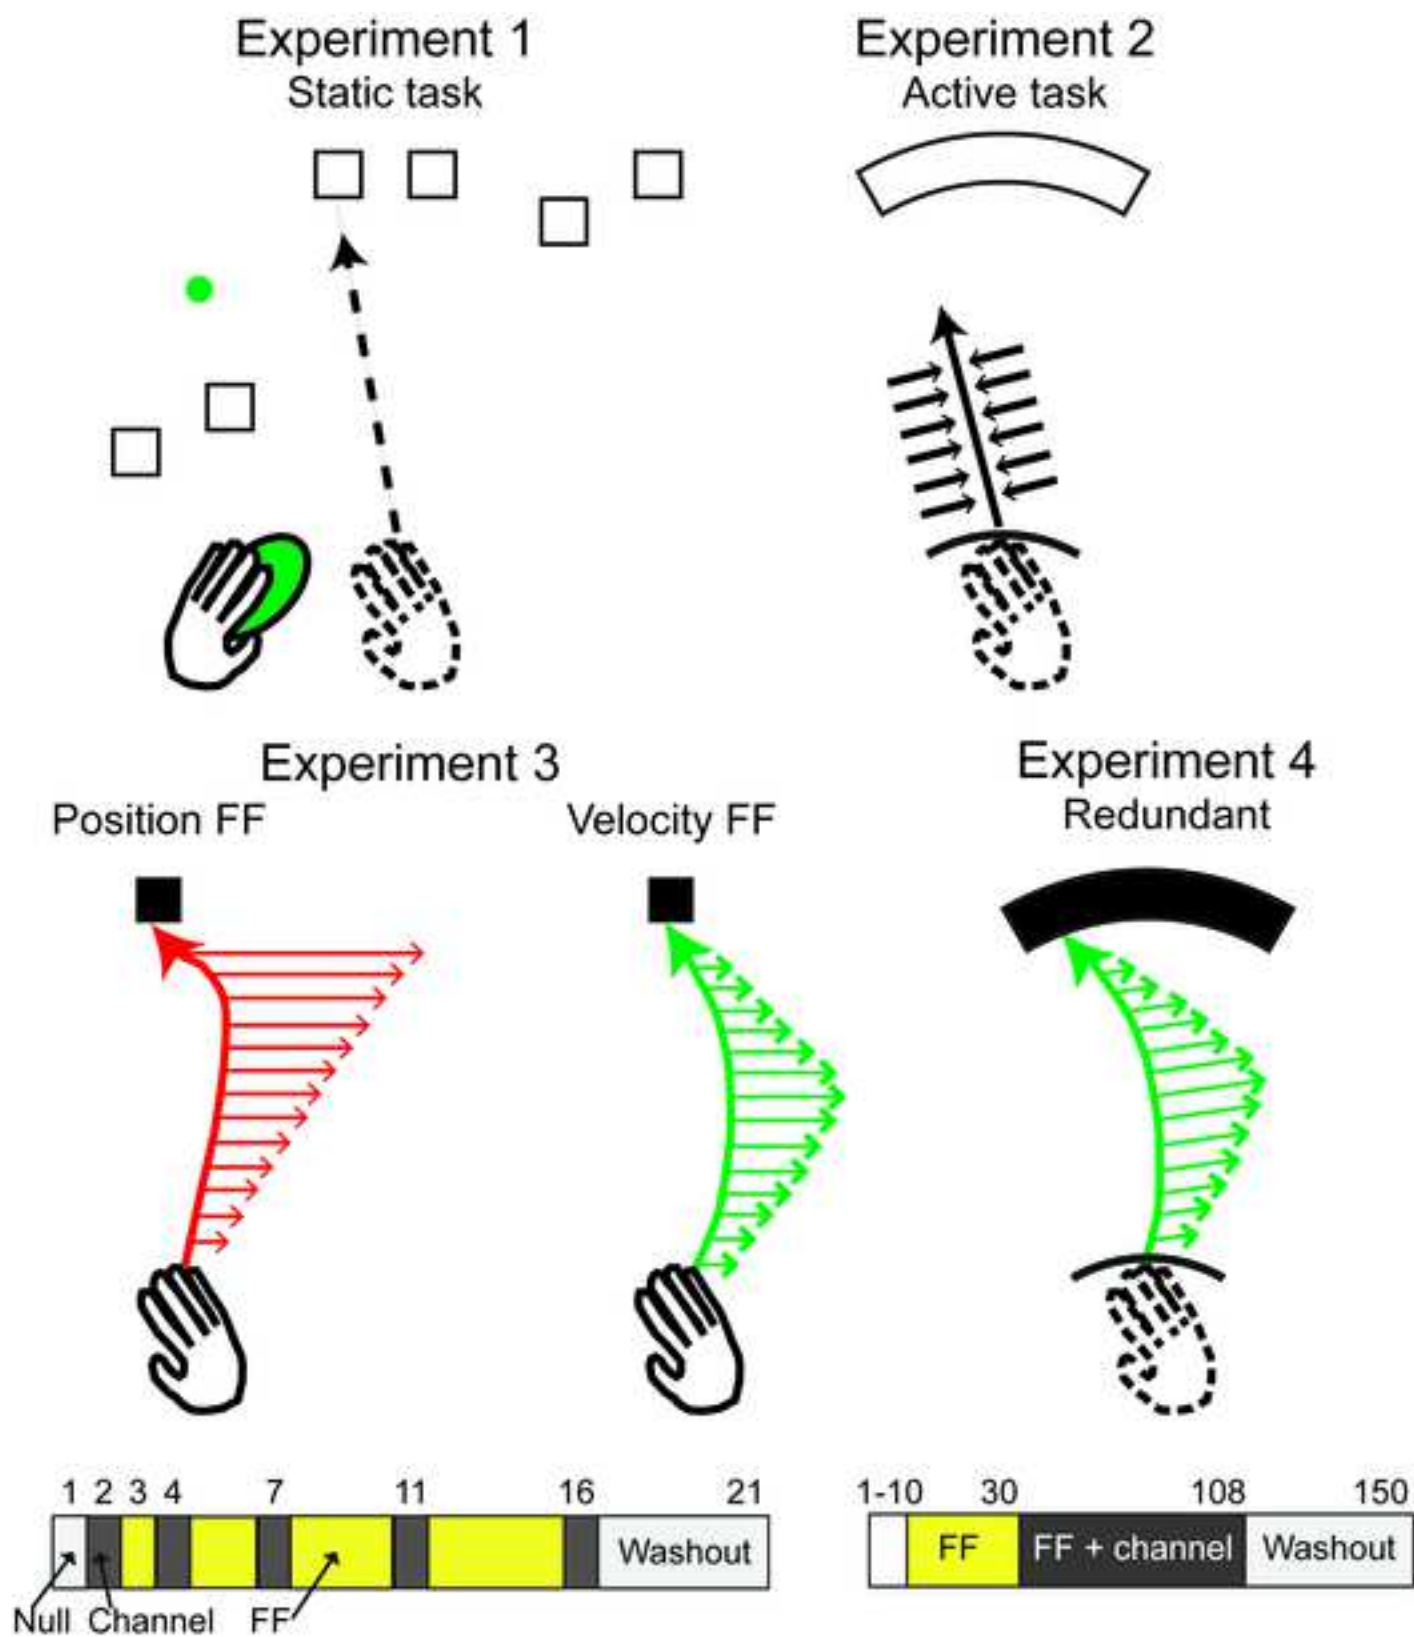 Experiment 1
Static task
Experiment 2
Active task
Experiment 3
Position FF
Velocity FF
Experiment 4
Redundant
1 2 3 4 7 11 16 21
Washout
Null Channel FF
1-10 30 108 150
FF FF + channel Washout